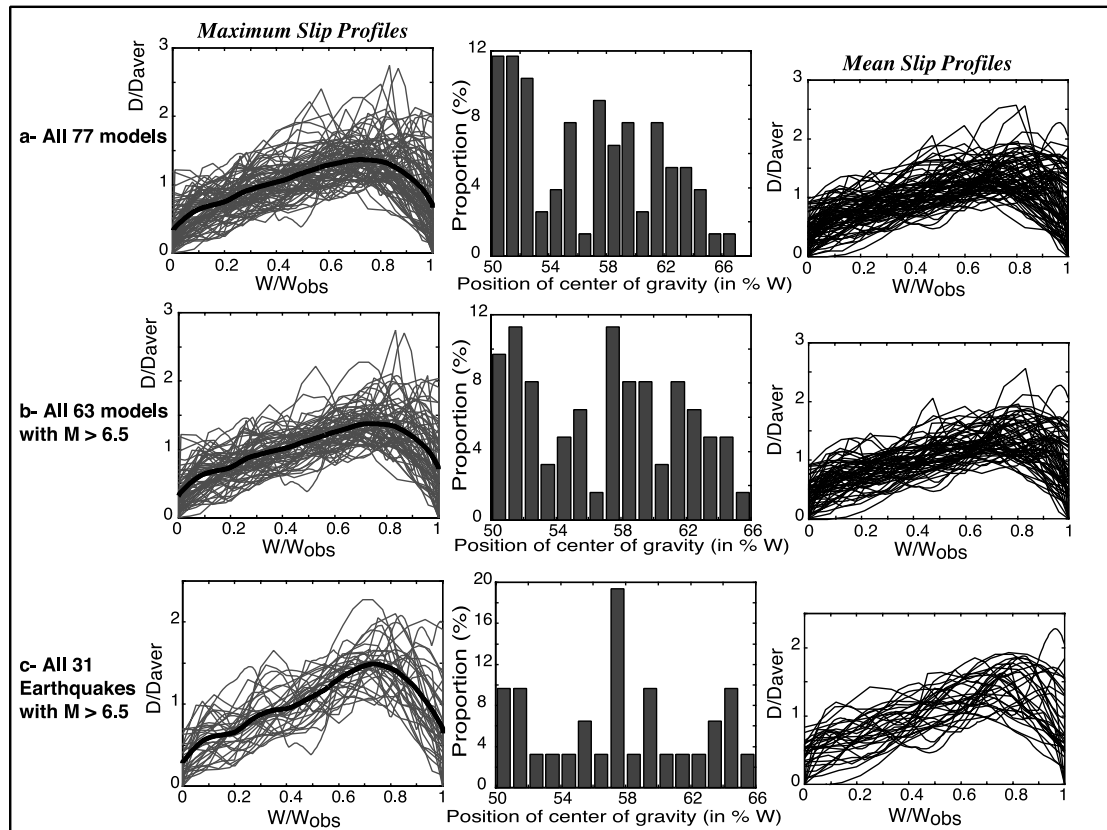 Maximum Slip Profiles
Mean Slip Profiles
a- All 77 models
D/Daver
3
2
1
0
0 0.2 0.4 0.6 0.8 1
W/Wobs
Proportion (%)
12
8
4
0
50 54 58 62 66
Position of center of gravity (in % W)
D/Daver
3
2
1
0
0 0.2 0.4 0.6 0.8 1
b- All 63 models
with M > 6.5
D/Daver
3
2
1
0
0 0.2 0.4 0.6 0.8 1
W/Wobs
Proportion (%)
12
8
4
0
50 54 58 62 66
Position of center of gravity (in % W)
D/Daver
3
2
1
0
0 0.2 0.4 0.6 0.8 1
c- All 31
Earthquakes
with M > 6.5
D/Daver
2
1
0
0 0.2 0.4 0.6 0.8 1
W/Wobs
Proportion (%)
20
16
12
8
4
0
50 54 58 62 66
Position of center of gravity (in % W)
D/Daver
2
1
0
0 0.2 0.4 0.6 0.8 1
W/Wobs